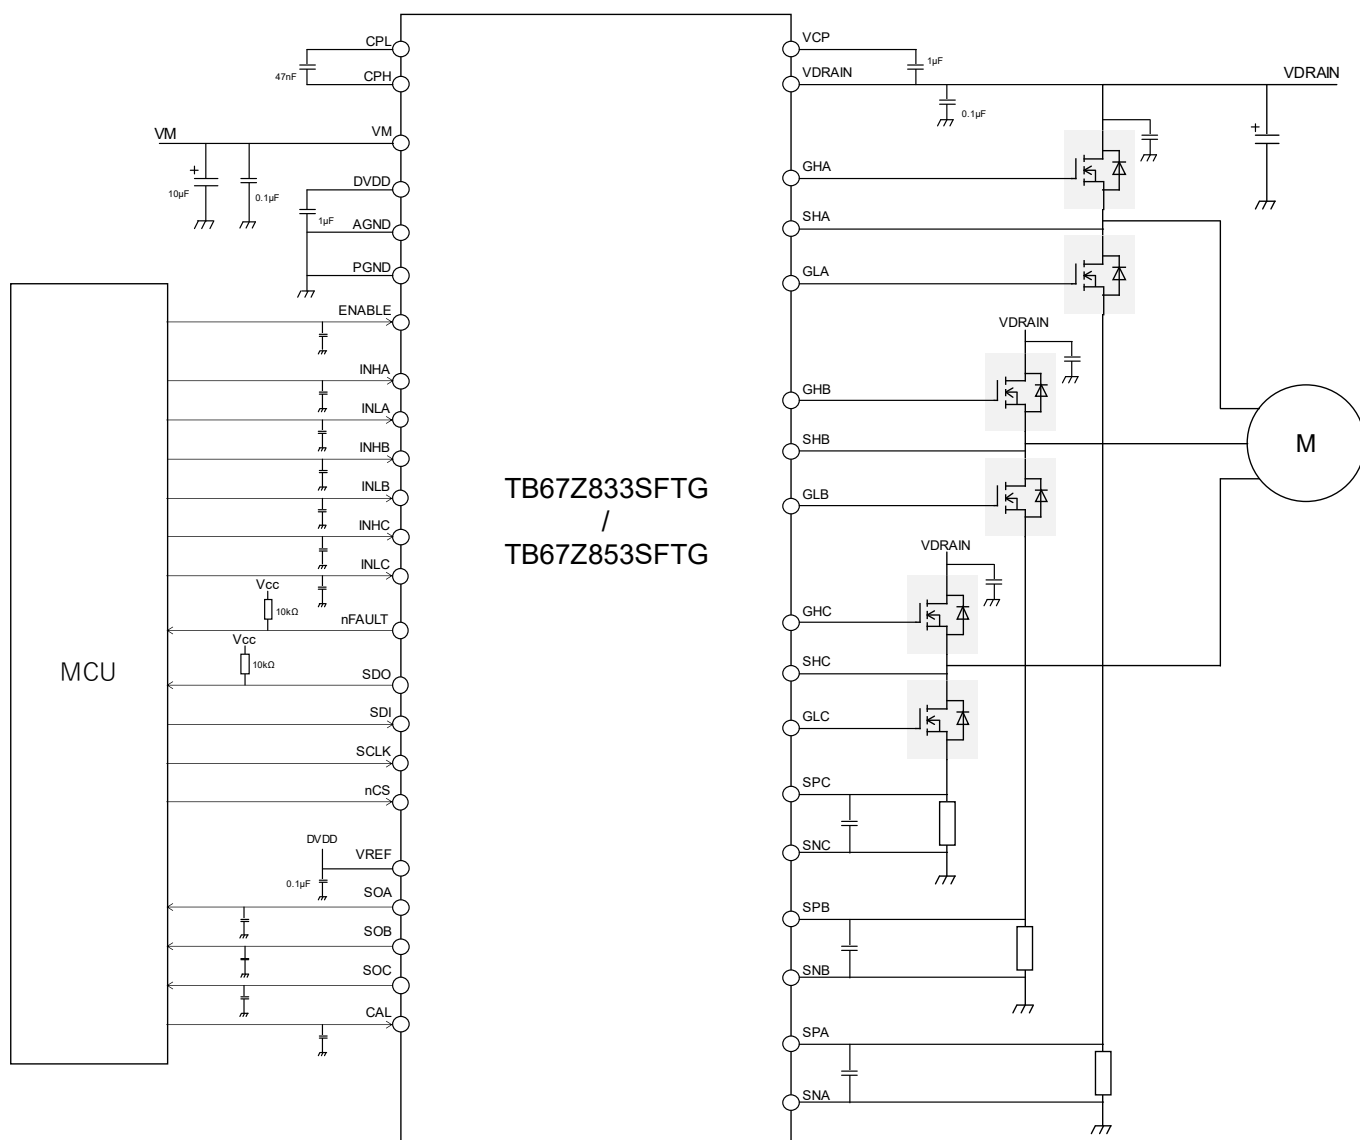 CPL
47nF
CPH
VM
VM
10μF
0.1μF
DVDD
1μF
AGND
PGND
ENABLE
INHA
INLA
INHB
INLB
INHC
INLC
Vcc
10kΩ
nFAULT
Vcc
10kΩ
SDO
SDI
SCLK
nCS
DVDD
VREF
0.1μF
SOA
SOB
SOC
CAL
MCU
TB67Z833SFTG
/
TB67Z853SFTG
VCP
1μF
VDRAIN
VDRAIN
0.1μF
+
+
GHA
SHA
GLA
VDRAIN
GHB
SHB
GLB
VDRAIN
GHC
SHC
GLC
SPC
SNC
SPB
SNB
SPA
SNA
M